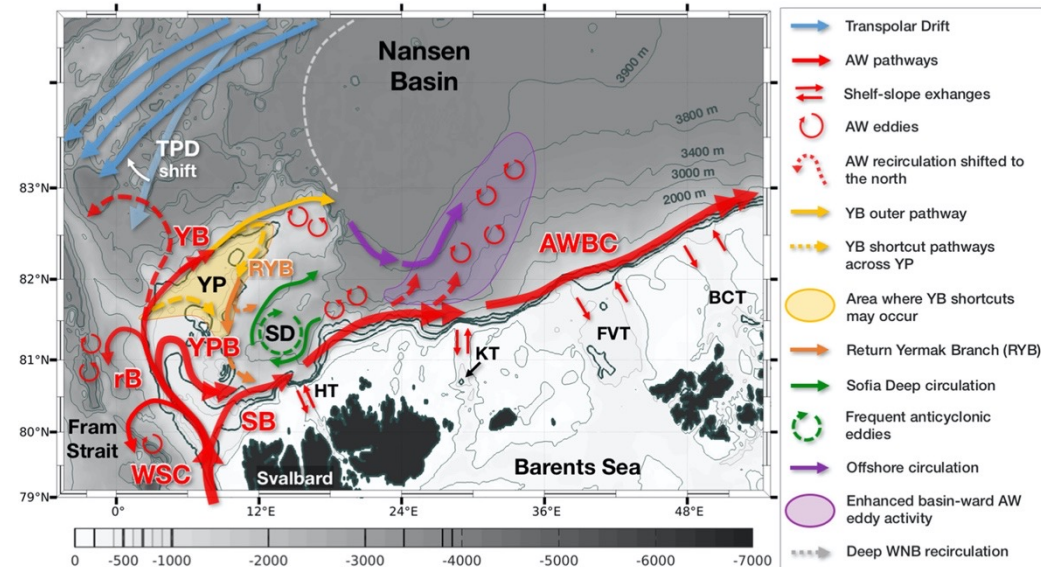 Nansen
Basin
3900 m
3800 m
3400 m
3000 m
2000 m
TPD
shift
83°N
YB
RYB
AWBC
82°N
YP
SD
BCT
FVT
81°N
YPB
KT
rB
HT
SB
80°N
Fram
Strait
WSC
Svalbard
Barents Sea
79°N
0°
12°E
24°E
36°E
48°E
0
-500
-1000
-2000
-3000
-4000
-5000
-6000
-7000
Transpolar Drift
AW pathways
Shelf-slope exhanges
AW eddies
AW recirculation shifted to
the north
YB outer pathway
YB shortcut pathways
across YP
Area where YB shortcuts
may occur
Return Yermak Branch (RYB)
Sofia Deep circulation
Frequent anticyclonic
eddies
Offshore circulation
Enhanced basin-ward AW
eddy activity
Deep WNB recirculation